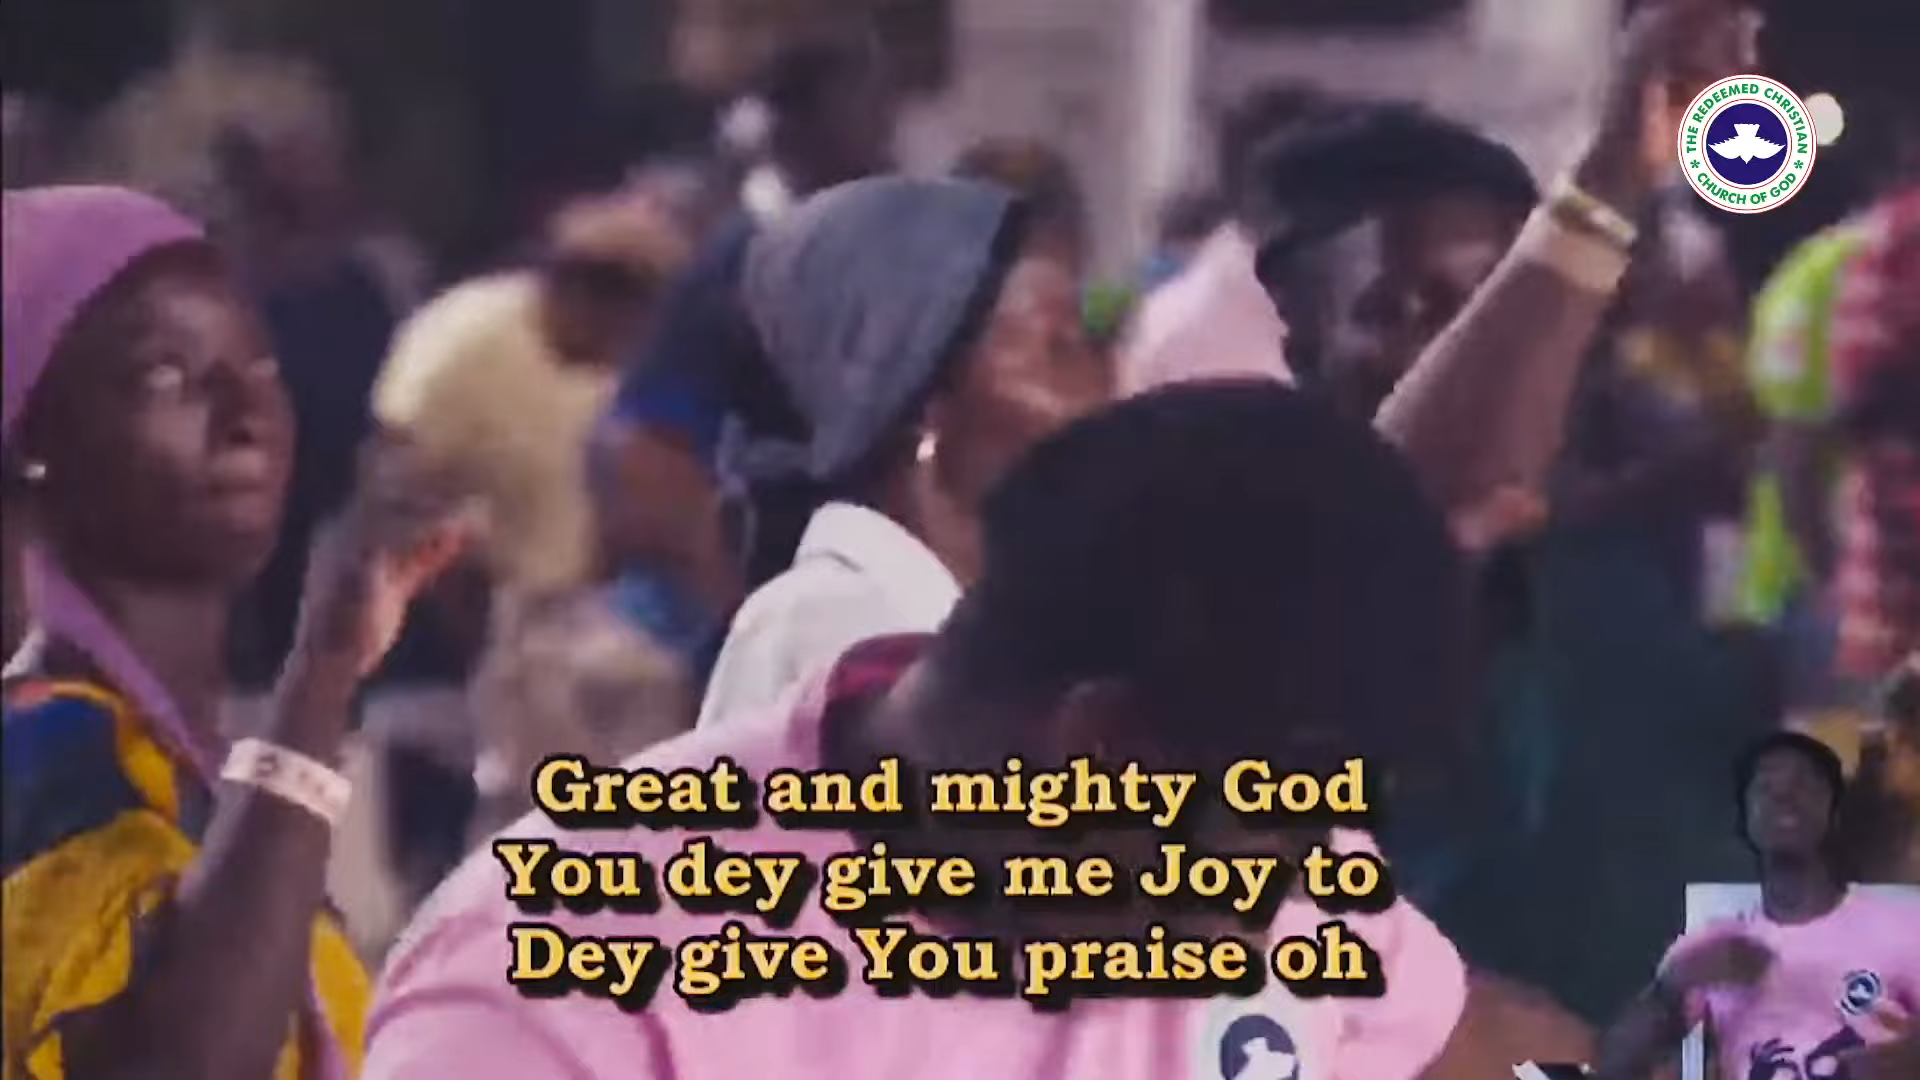 THE REDEEMED CHRISTIAN
* CHURCH OF GOD *
Great and mighty God
You dey give me Joy to
Dey give You praise oh